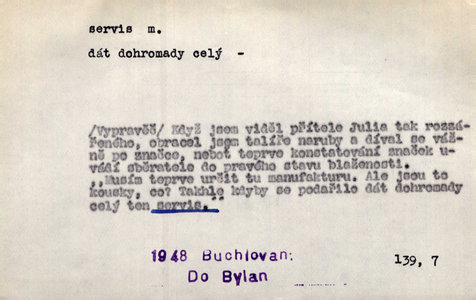 servis m.
dát dohromady celý -
/Vypravěč/ Když jsem viděl přítele Julia tak rozzá-
řeného, obracel jsem talíře naruby a díval se váž-
ně po značce, neboť teprve konstatování značek u-
vádí sběratele do pravého stavu blaženosti.
„Musím teprve určit tu manufakturu. Ale jsou to
kousky, co? Takhle kdyby se podařilo dát dohromady
celý ten servis."
1948 Buchlovan:
Do Bylan
139, 7